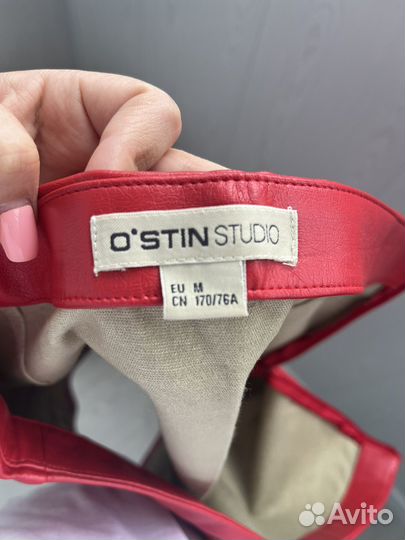 O'STIN STUDIO
EU M
CN 170/76A
Avito